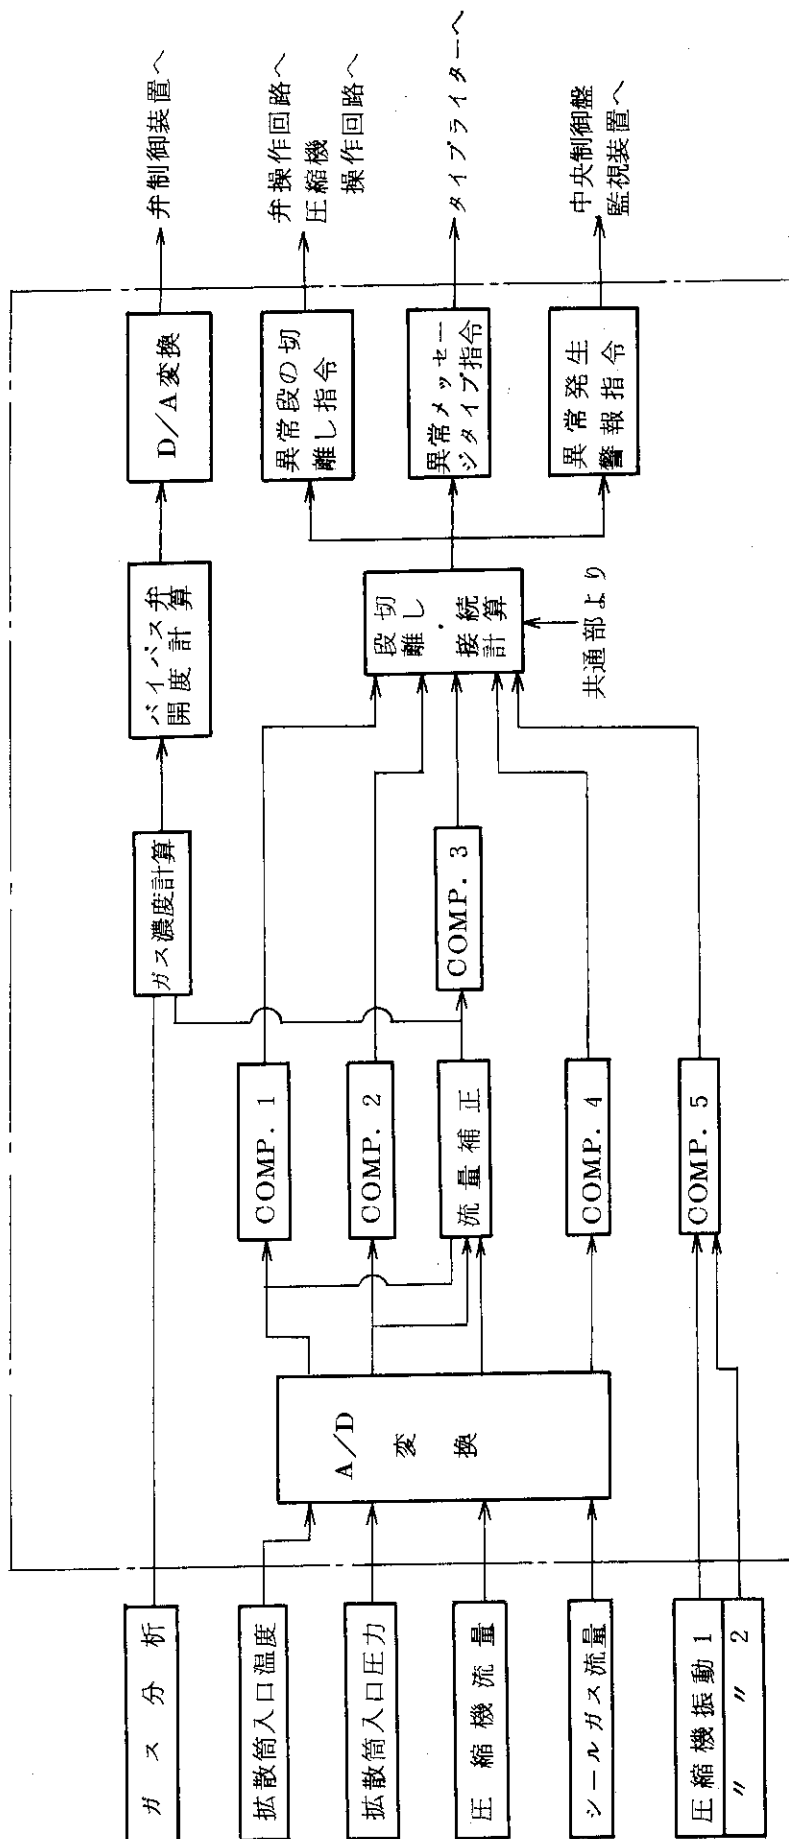 ガス分析
拡散筒入口温度
拡散筒入口圧力
圧縮機流量
シールガス流量
圧縮機振動1
〃 〃 2
A/D
変換
COMP. 1
COMP. 2
流量補正
COMP. 4
COMP. 5
ガス濃度計算
COMP. 3
バイパス弁
開度計算
段切
離し
・
接続
計算
共通部より
D/A変換
異常段の切
離し指令
異常メッセー
ジタイプ指令
異常発生
警報指令
弁制御装置へ
弁操作回路へ
圧縮機
操作回路へ
タイプライターへ
中央制御盤
監視装置へ